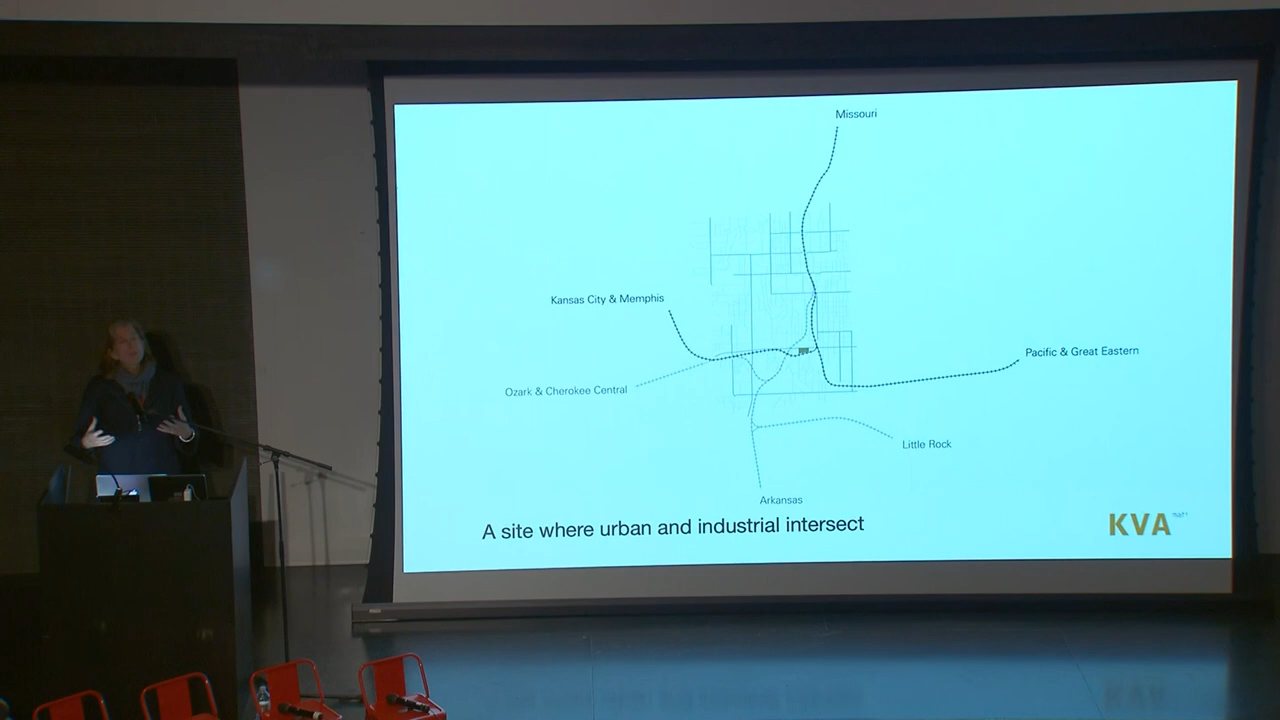 Missouri
Kansas City & Memphis
Pacific & Great Eastern
Ozark & Cherokee Central
Little Rock
Arkansas
A site where urban and industrial intersect
KVA matx